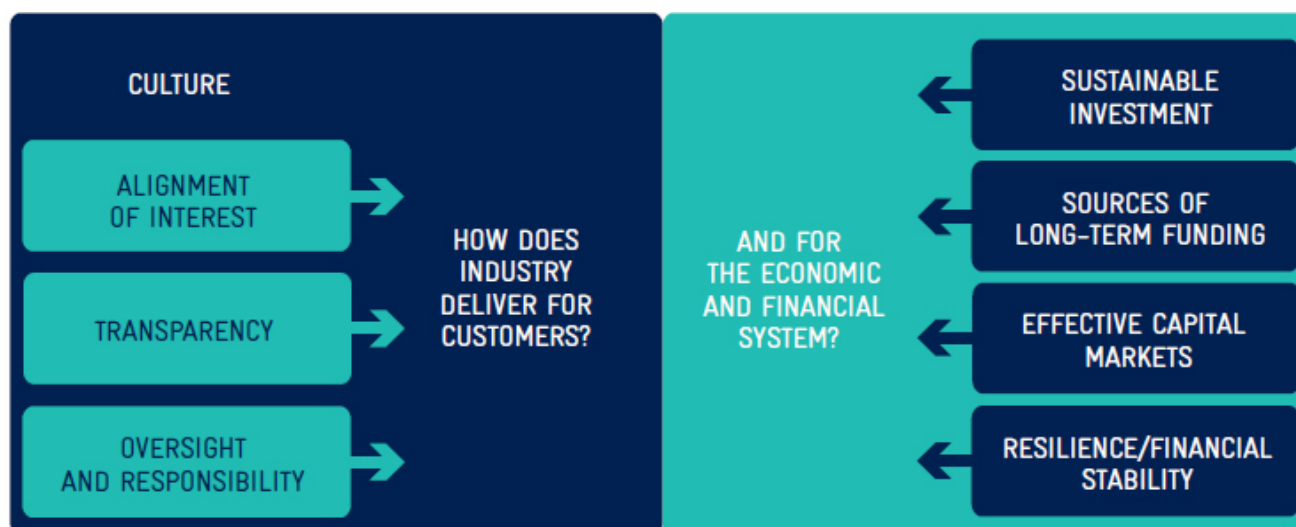 CULTURE
ALIGNMENT
OF INTEREST
TRANSPARENCY
OVERSIGHT
AND RESPONSIBILITY
HOW DOES
INDUSTRY
DELIVER FOR
CUSTOMERS?
AND FOR
THE ECONOMIC
AND FINANCIAL
SYSTEM?
SUSTAINABLE
INVESTMENT
SOURCES OF
LONG-TERM FUNDING
EFFECTIVE CAPITAL
MARKETS
RESILIENCE/FINANCIAL
STABILITY